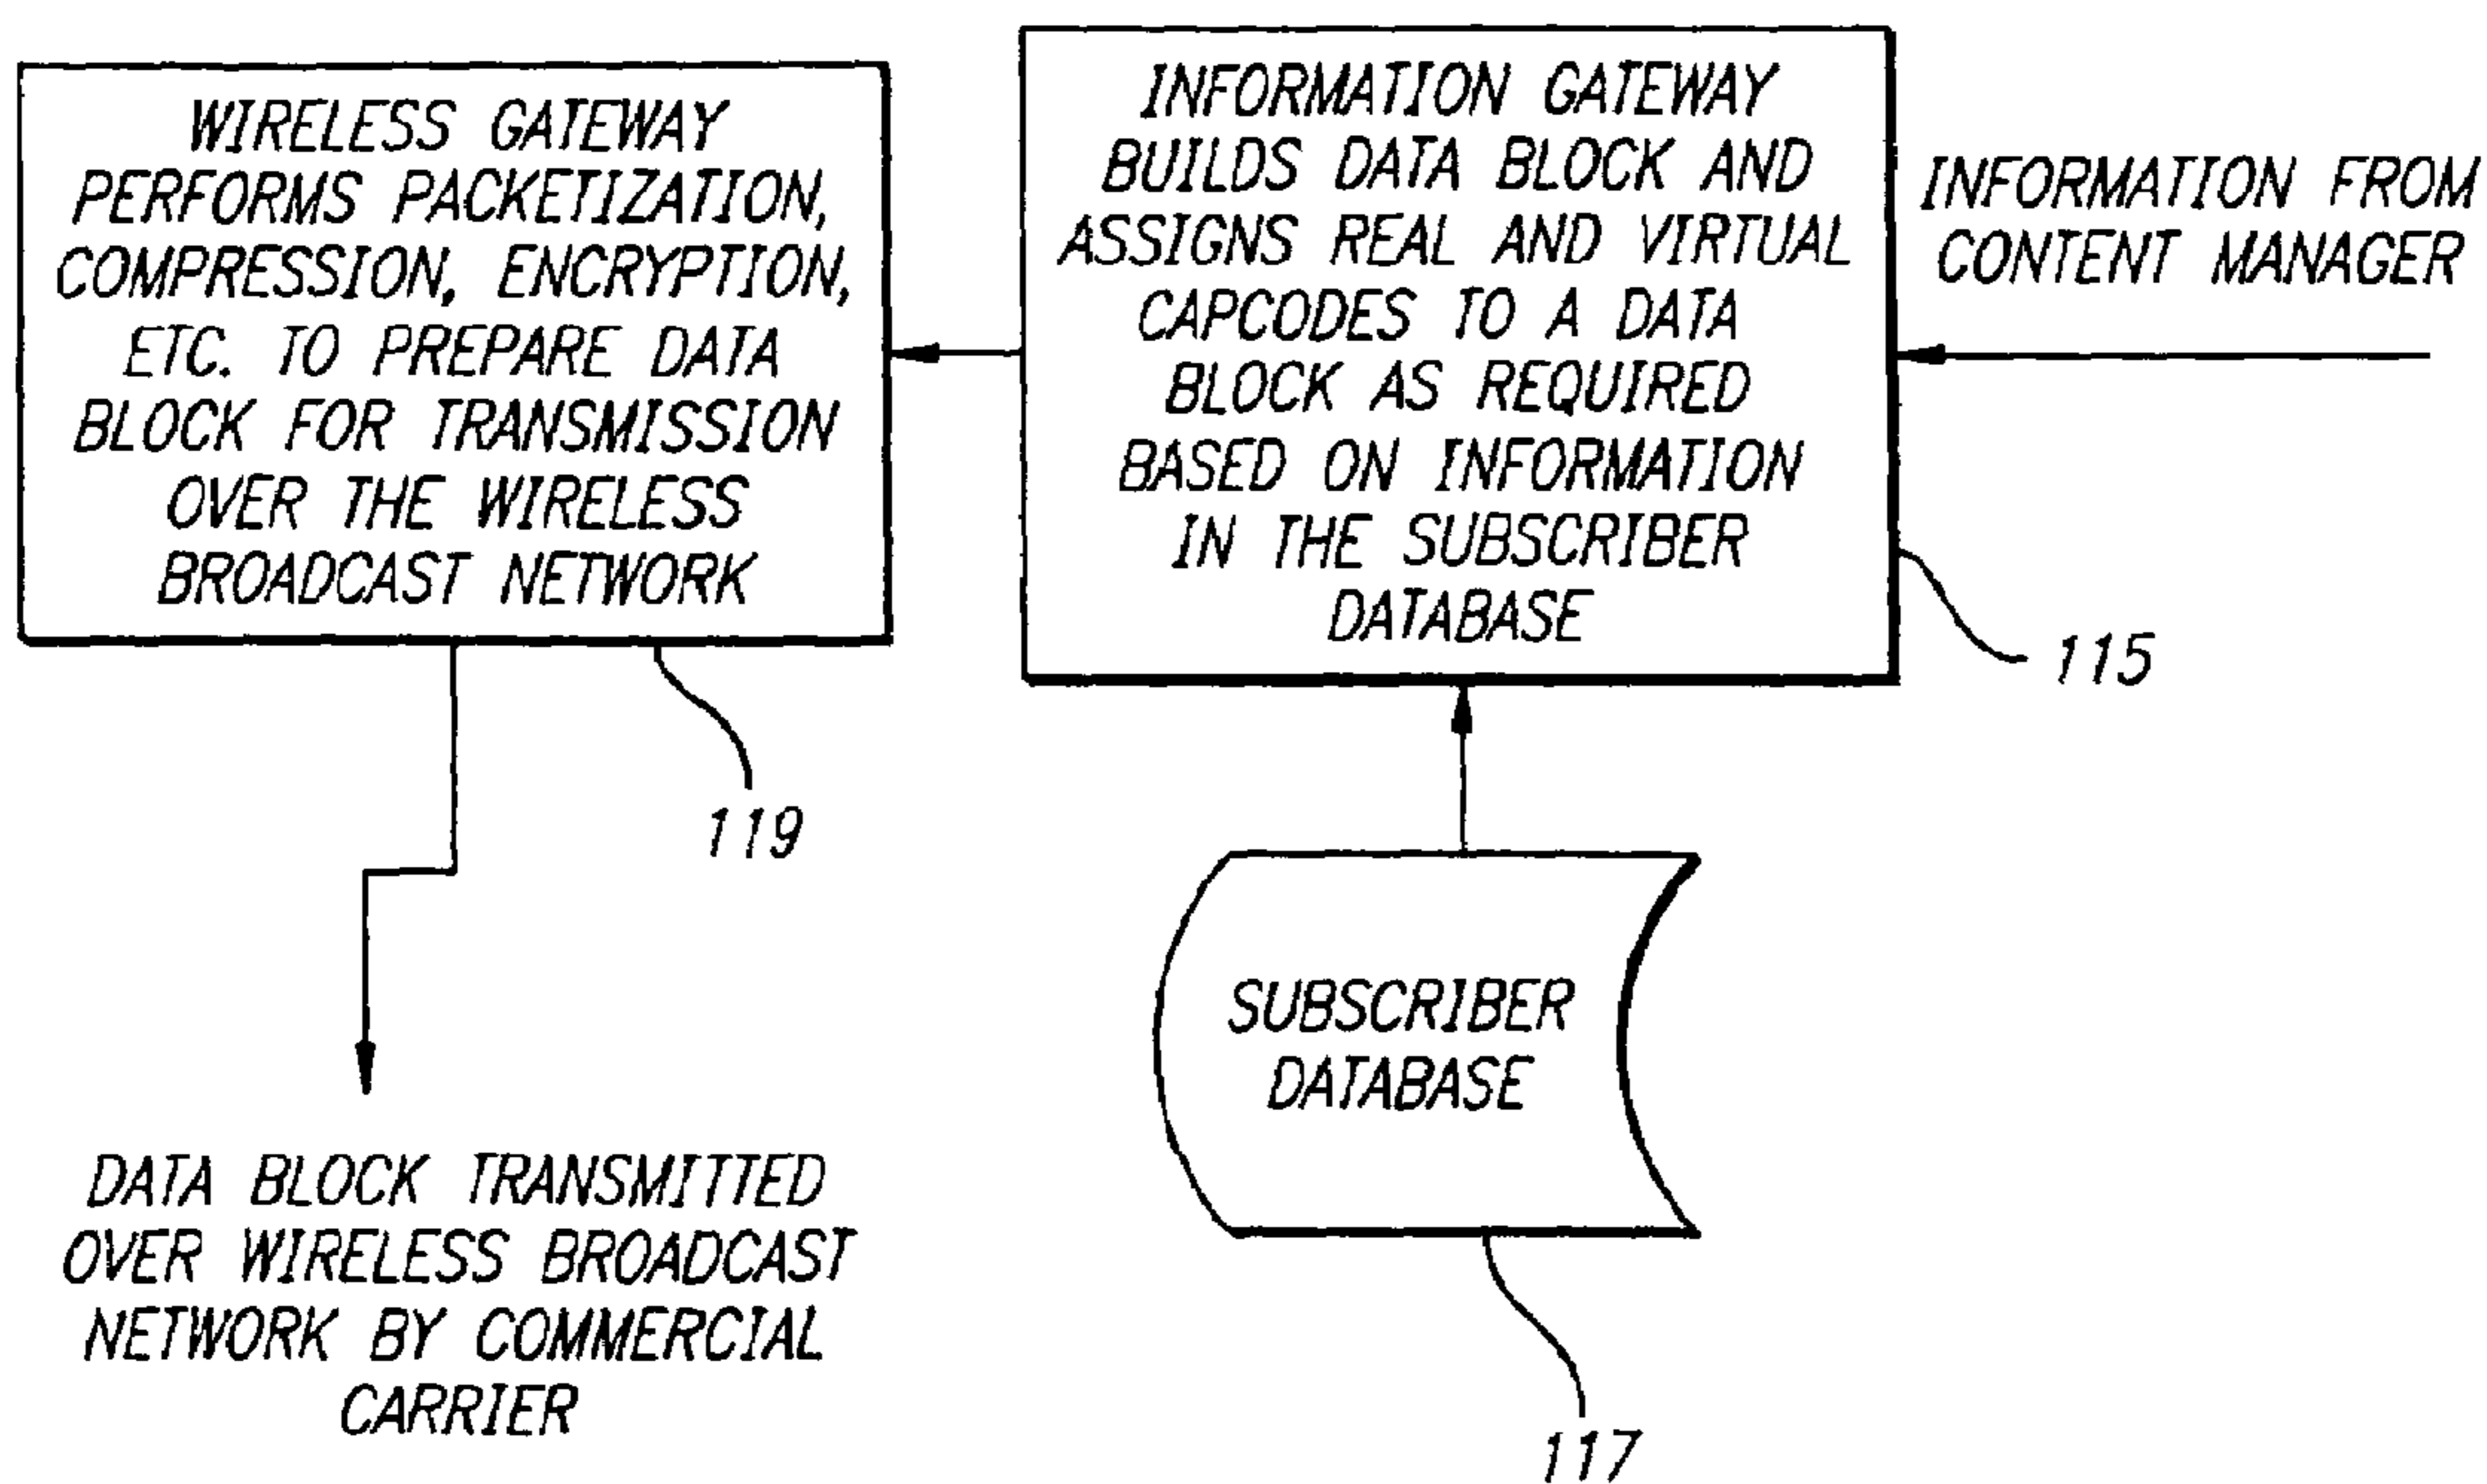 WIRELESS GATEWAY
PERFORMS PACKETIZATION,
COMPRESSION, ENCRYPTION,
ETC. TO PREPARE DATA
BLOCK FOR TRANSMISSION
OVER THE WIRELESS
BROADCAST NETWORK
119
INFORMATION GATEWAY
BUILDS DATA BLOCK AND
ASSIGNS REAL AND VIRTUAL
CAPCODES TO A DATA
BLOCK AS REQUIRED
BASED ON INFORMATION
IN THE SUBSCRIBER
DATABASE
115
INFORMATION FROM
CONTENT MANAGER
SUBSCRIBER
DATABASE
117
DATA BLOCK TRANSMITTED
OVER WIRELESS BROADCAST
NETWORK BY COMMERCIAL
CARRIER